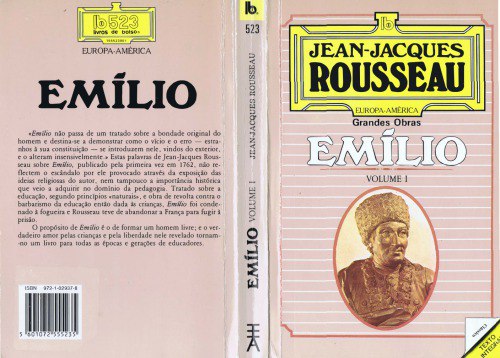 lb 523
livros de bolso
EUROPA-AMÉRICA
EMÍLIO
«Emílio não passa de um tratado sobre a bondade original do
homem e destina-se a demonstrar como o vício e o erro — estra-
nhos à sua constituição — se introduzem nele, vindos do exterior,
e o alteram insensivelmente.» Estas palavras de Jean-Jacques Rous-
seau sobre Emílio, publicado pela primeira vez em 1762, não re-
flectem o escândalo por ele provocado através da exposição das
ideias religiosas do autor, nem tampouco a importância histórica
que veio a adquirir no domínio da pedagogia. Tratado sobre a
educação, segundo princípios «naturais», e obra de revolta contra o
barbarismo da educação então dada às crianças, Emílio foi conde-
nado à fogueira e Rousseau teve de abandonar a França para fugir à
prisão.
O propósito de Emílio é o de formar um homem livre; e o ver-
dadeiro amor pelas crianças e pela liberdade nele revelado tornam-
-no um livro para todas as épocas e gerações de educadores.
ISBN 972-1-02937-8
5601072555235
lb.
523
JEAN-JACQUES ROUSSEAU
EMÍLIO VOLUME I
lb
JEAN-JACQUES
ROUSSEAU
EUROPA-AMÉRICA
Grandes Obras
EMÍLIO
VOLUME I
TEXTO